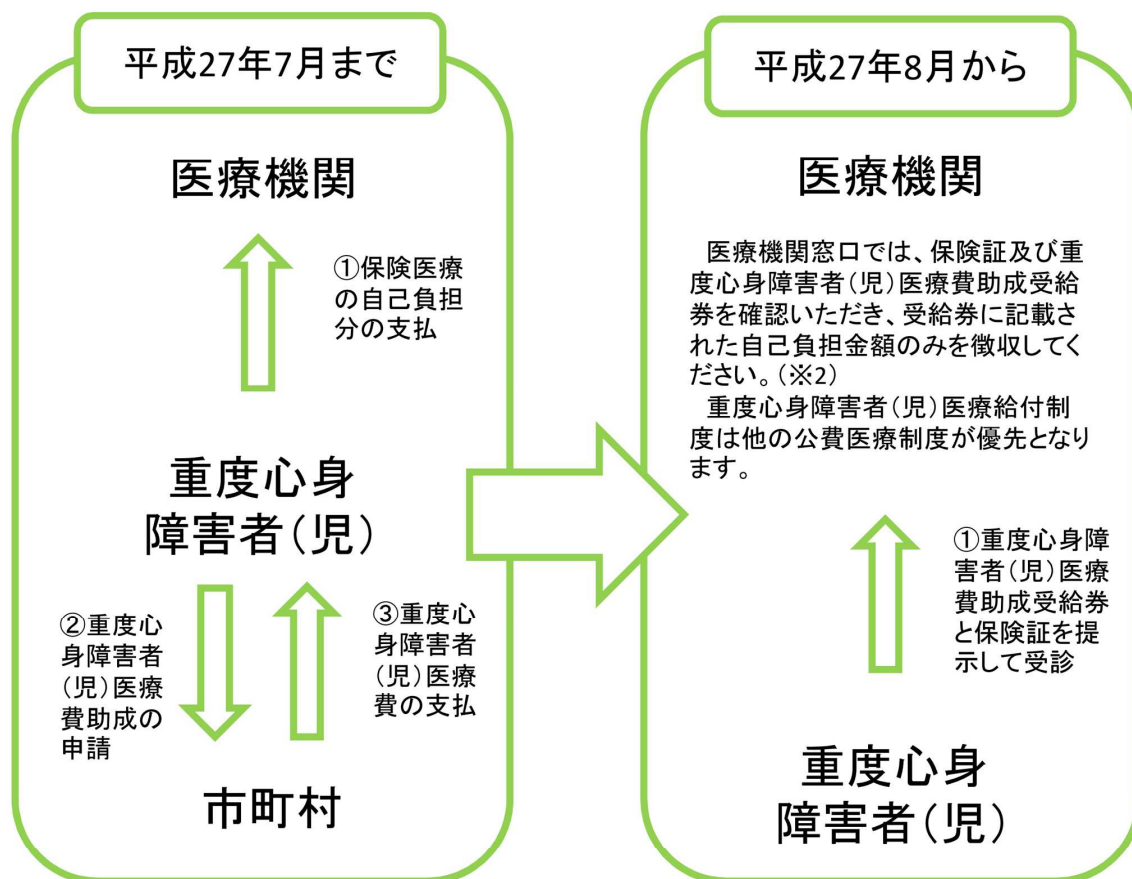 平成27年7月まで
医療機関
①保険医療
の自己負担
分の支払
重度心身
障害者(児)
②重度心
身障害者
(児)医療
費助成の
申請
③重度心
身障害者
(児)医療
費の支払
市町村
平成27年8月から
医療機関
医療機関窓口では、保険証及び重
度心身障害者(児)医療費助成受給
券を確認いただき、受給券に記載さ
れた自己負担金額のみを徴収してく
ださい。(※2)
重度心身障害者(児)医療給付制
度は他の公費医療制度が優先となり
ます。
①重度心身障
害者(児)医療
費助成受給券
と保険証を提
示して受診
重度心身
障害者(児)